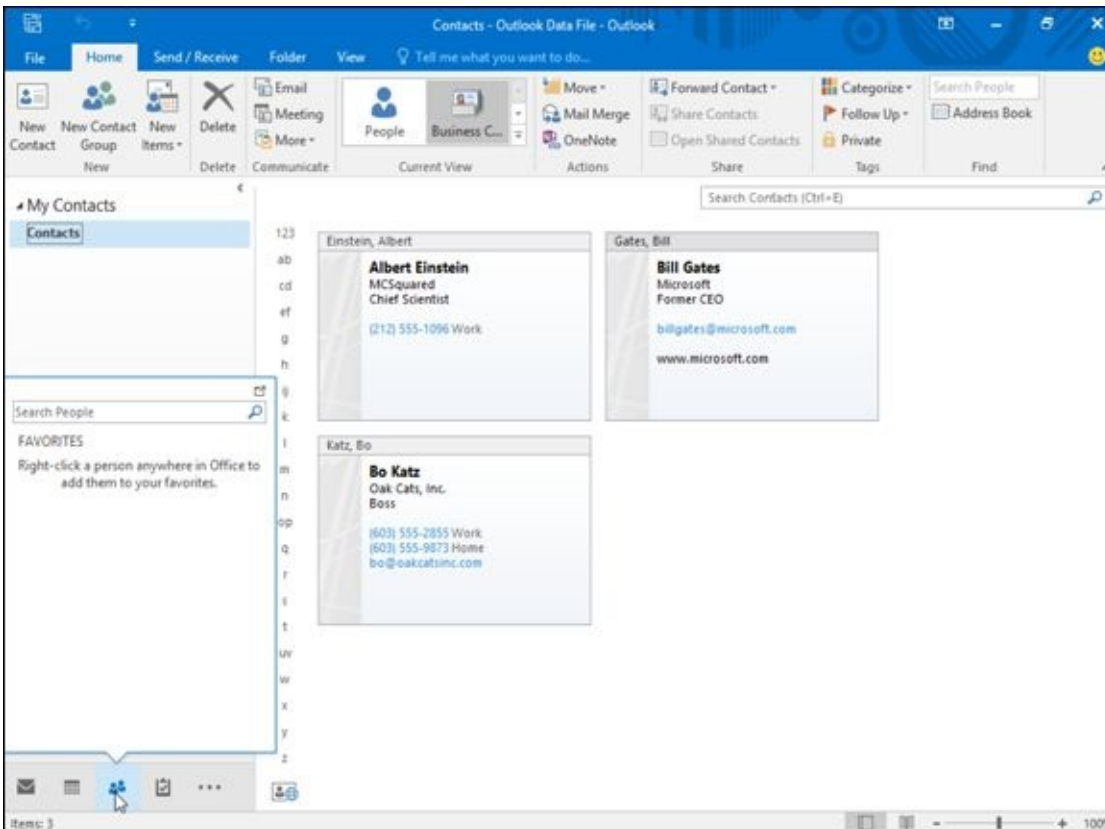 Contacts - Outlook Data File - Outlook
File Home Send / Receive Folder View Tell me what you want to do...
New Contact
New Contact Group
New Items
New
Delete
Delete
Email
Meeting
More
Communicate
People
Business C...
Current View
Move
Mail Merge
OneNote
Actions
Forward Contact
Share Contacts
Open Shared Contacts
Share
Categorize
Follow Up
Private
Tags
Search People
Address Book
Find
My Contacts
Contacts
Search Contacts (Ctrl+E)
123
ab
cd
ef
g
h
ij
k
l
m
n
op
q
r
s
t
uv
w
x
y
z
Einstein, Albert
Albert Einstein
MCSquared
Chief Scientist
(212) 555-1096 Work
Gates, Bill
Bill Gates
Microsoft
Former CEO
billgates@microsoft.com
www.microsoft.com
Katz, Bo
Bo Katz
Oak Cats, Inc.
Boss
(603) 555-2855 Work
(603) 555-9873 Home
bo@oakcatsinc.com
Search People
FAVORITES
Right-click a person anywhere in Office to
add them to your favorites.
Items: 3
100%